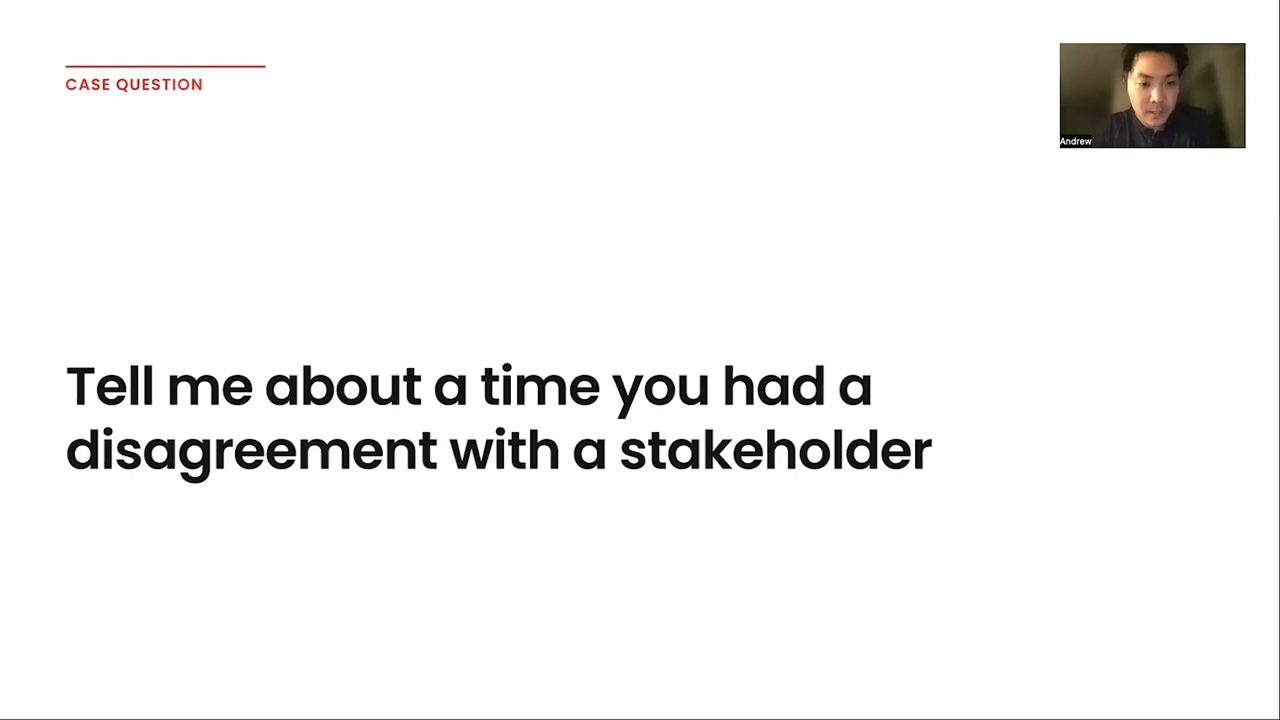 CASE QUESTION
Andrew
Tell me about a time you had a
disagreement with a stakeholder